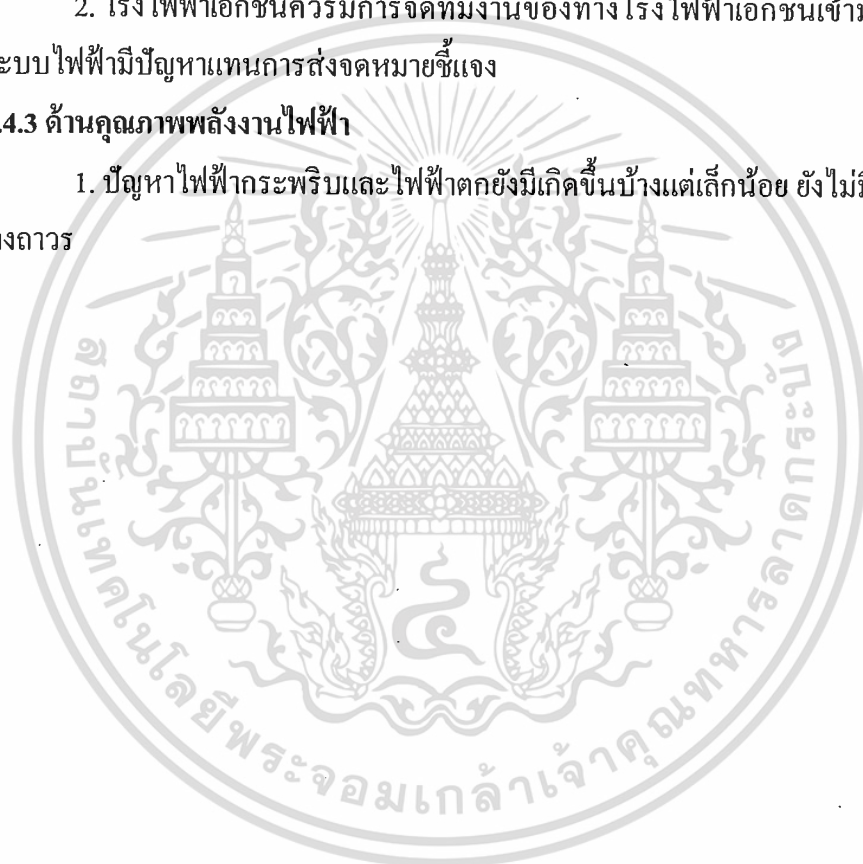 2. โรงไฟฟ้าเอกชนควรมีการจัดทีมงานของทางโรงไฟฟ้าเอกชนเข้า
ะบบไฟฟ้ามีปัญหาแทนการส่งจดหมายชี้แจง
.4.3 ด้านคุณภาพพลังงานไฟฟ้า
1. ปัญหาไฟฟ้ากระพริบและไฟฟ้าตกยังมีเกิดขึ้นบ้างแต่เล็กน้อย ยังไม่มี
งถาวร
สถาบันเทคโนโลยีพระจอมเกล้าเจ้าคุณทหารลาดกระบัง